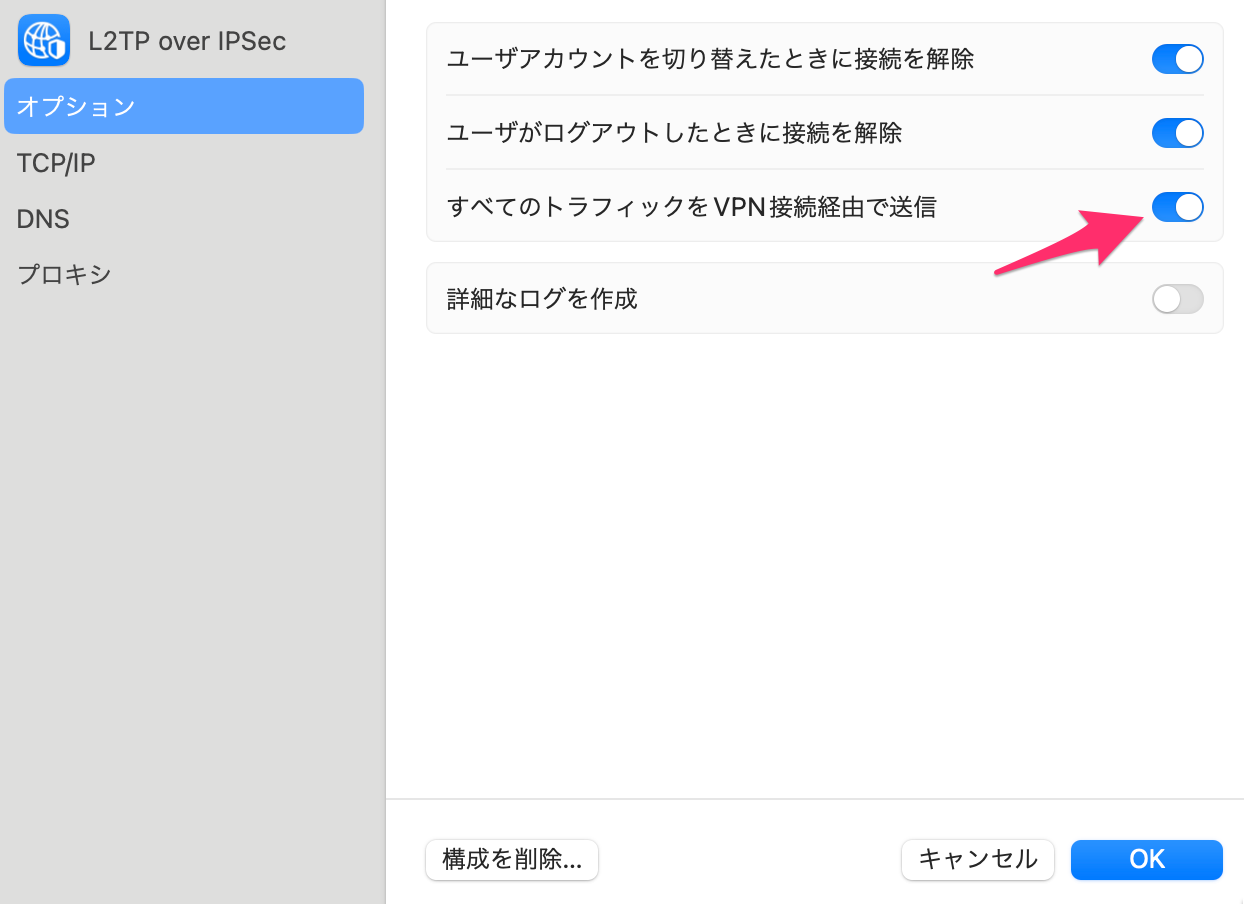 L2TP over IPSec
オプション
TCP/IP
DNS
プロキシ
ユーザアカウントを切り替えたときに接続を解除
ユーザがログアウトしたときに接続を解除
すべてのトラフィックをVPN接続経由で送信
詳細なログを作成
構成を削除...
キャンセル
OK